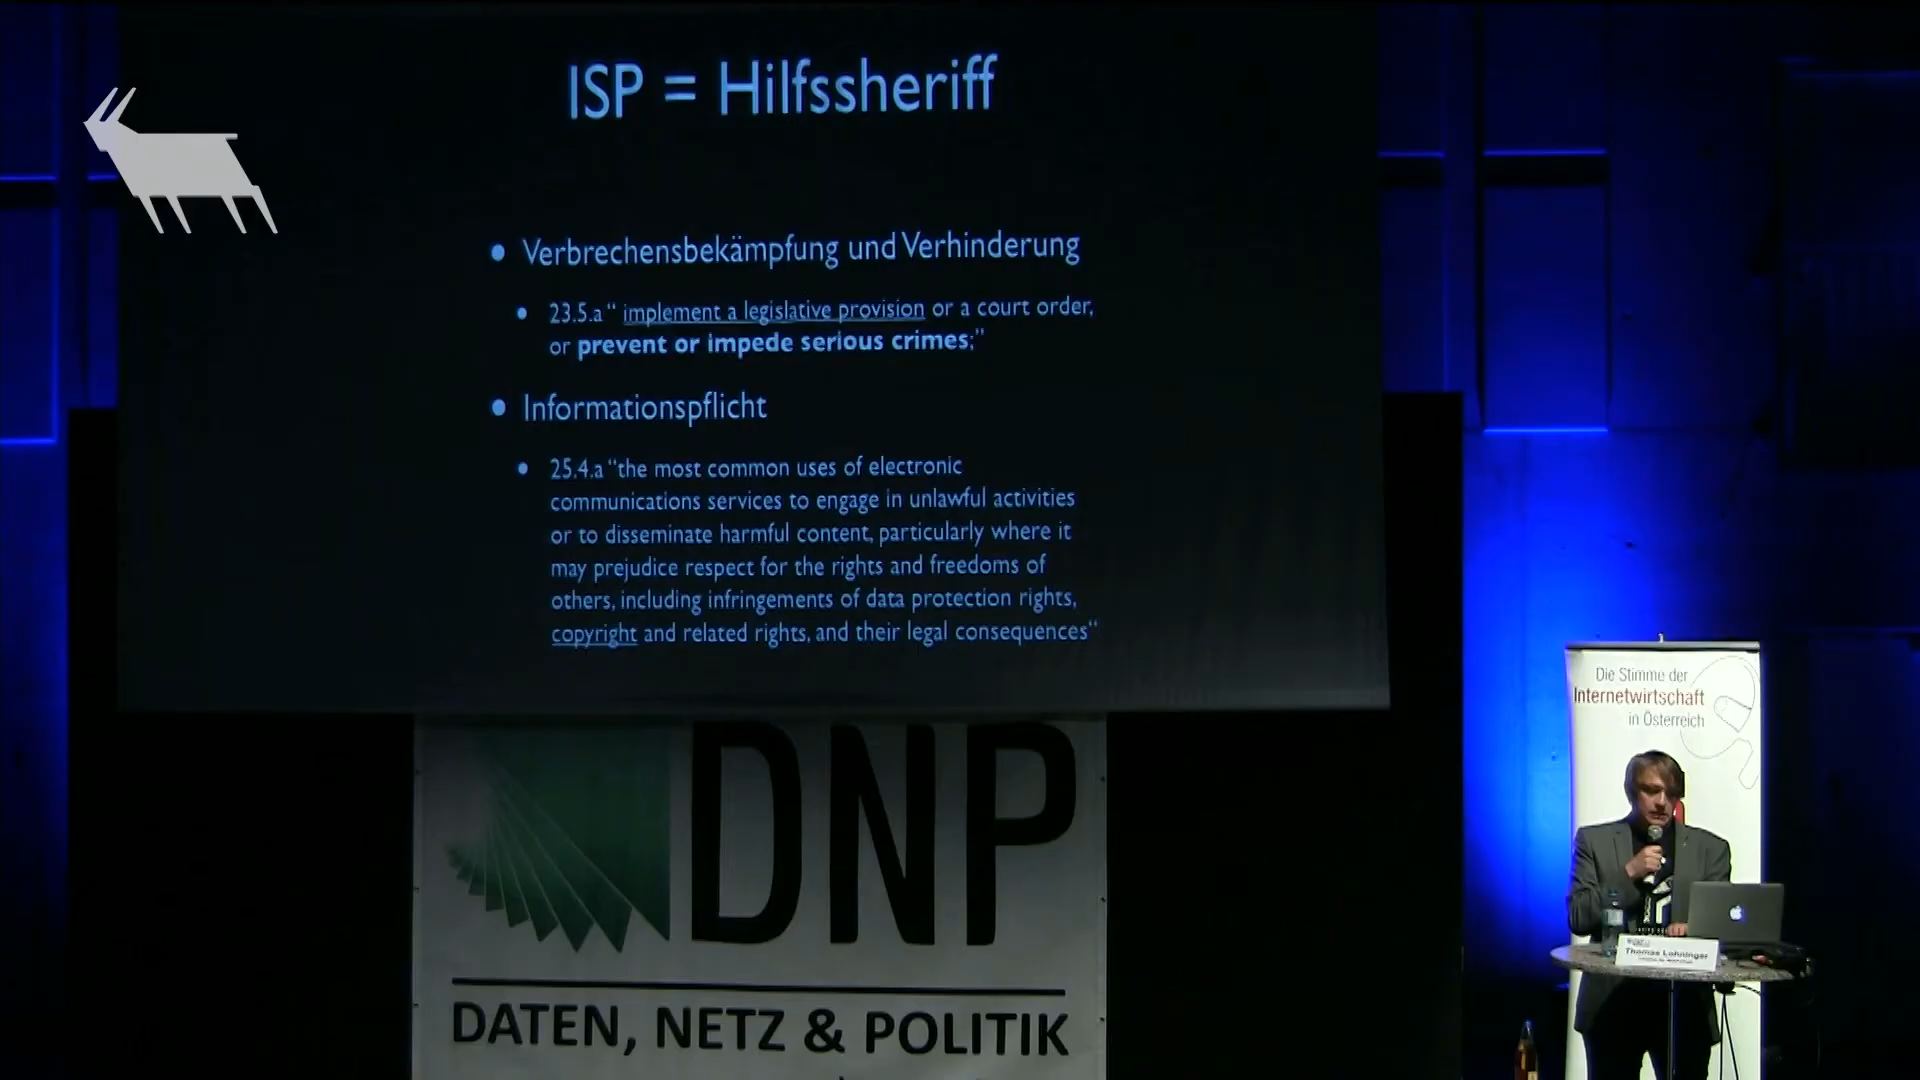 ISP = Hilfssheriff
• Verbrechensbekämpfung und Verhinderung
• 23.5.a “ implement a legislative provision or a court order,
or prevent or impede serious crimes;”
• Informationspflicht
• 25.4.a “the most common uses of electronic
communications services to engage in unlawful activities
or to disseminate harmful content, particularly where it
may prejudice respect for the rights and freedoms of
others, including infringements of data protection rights,
copyright and related rights, and their legal consequences“
Die Stimme der
Internetwirtschaft
in Österreich
DNP
DATEN, NETZ & POLITIK
Thomas Lohninger